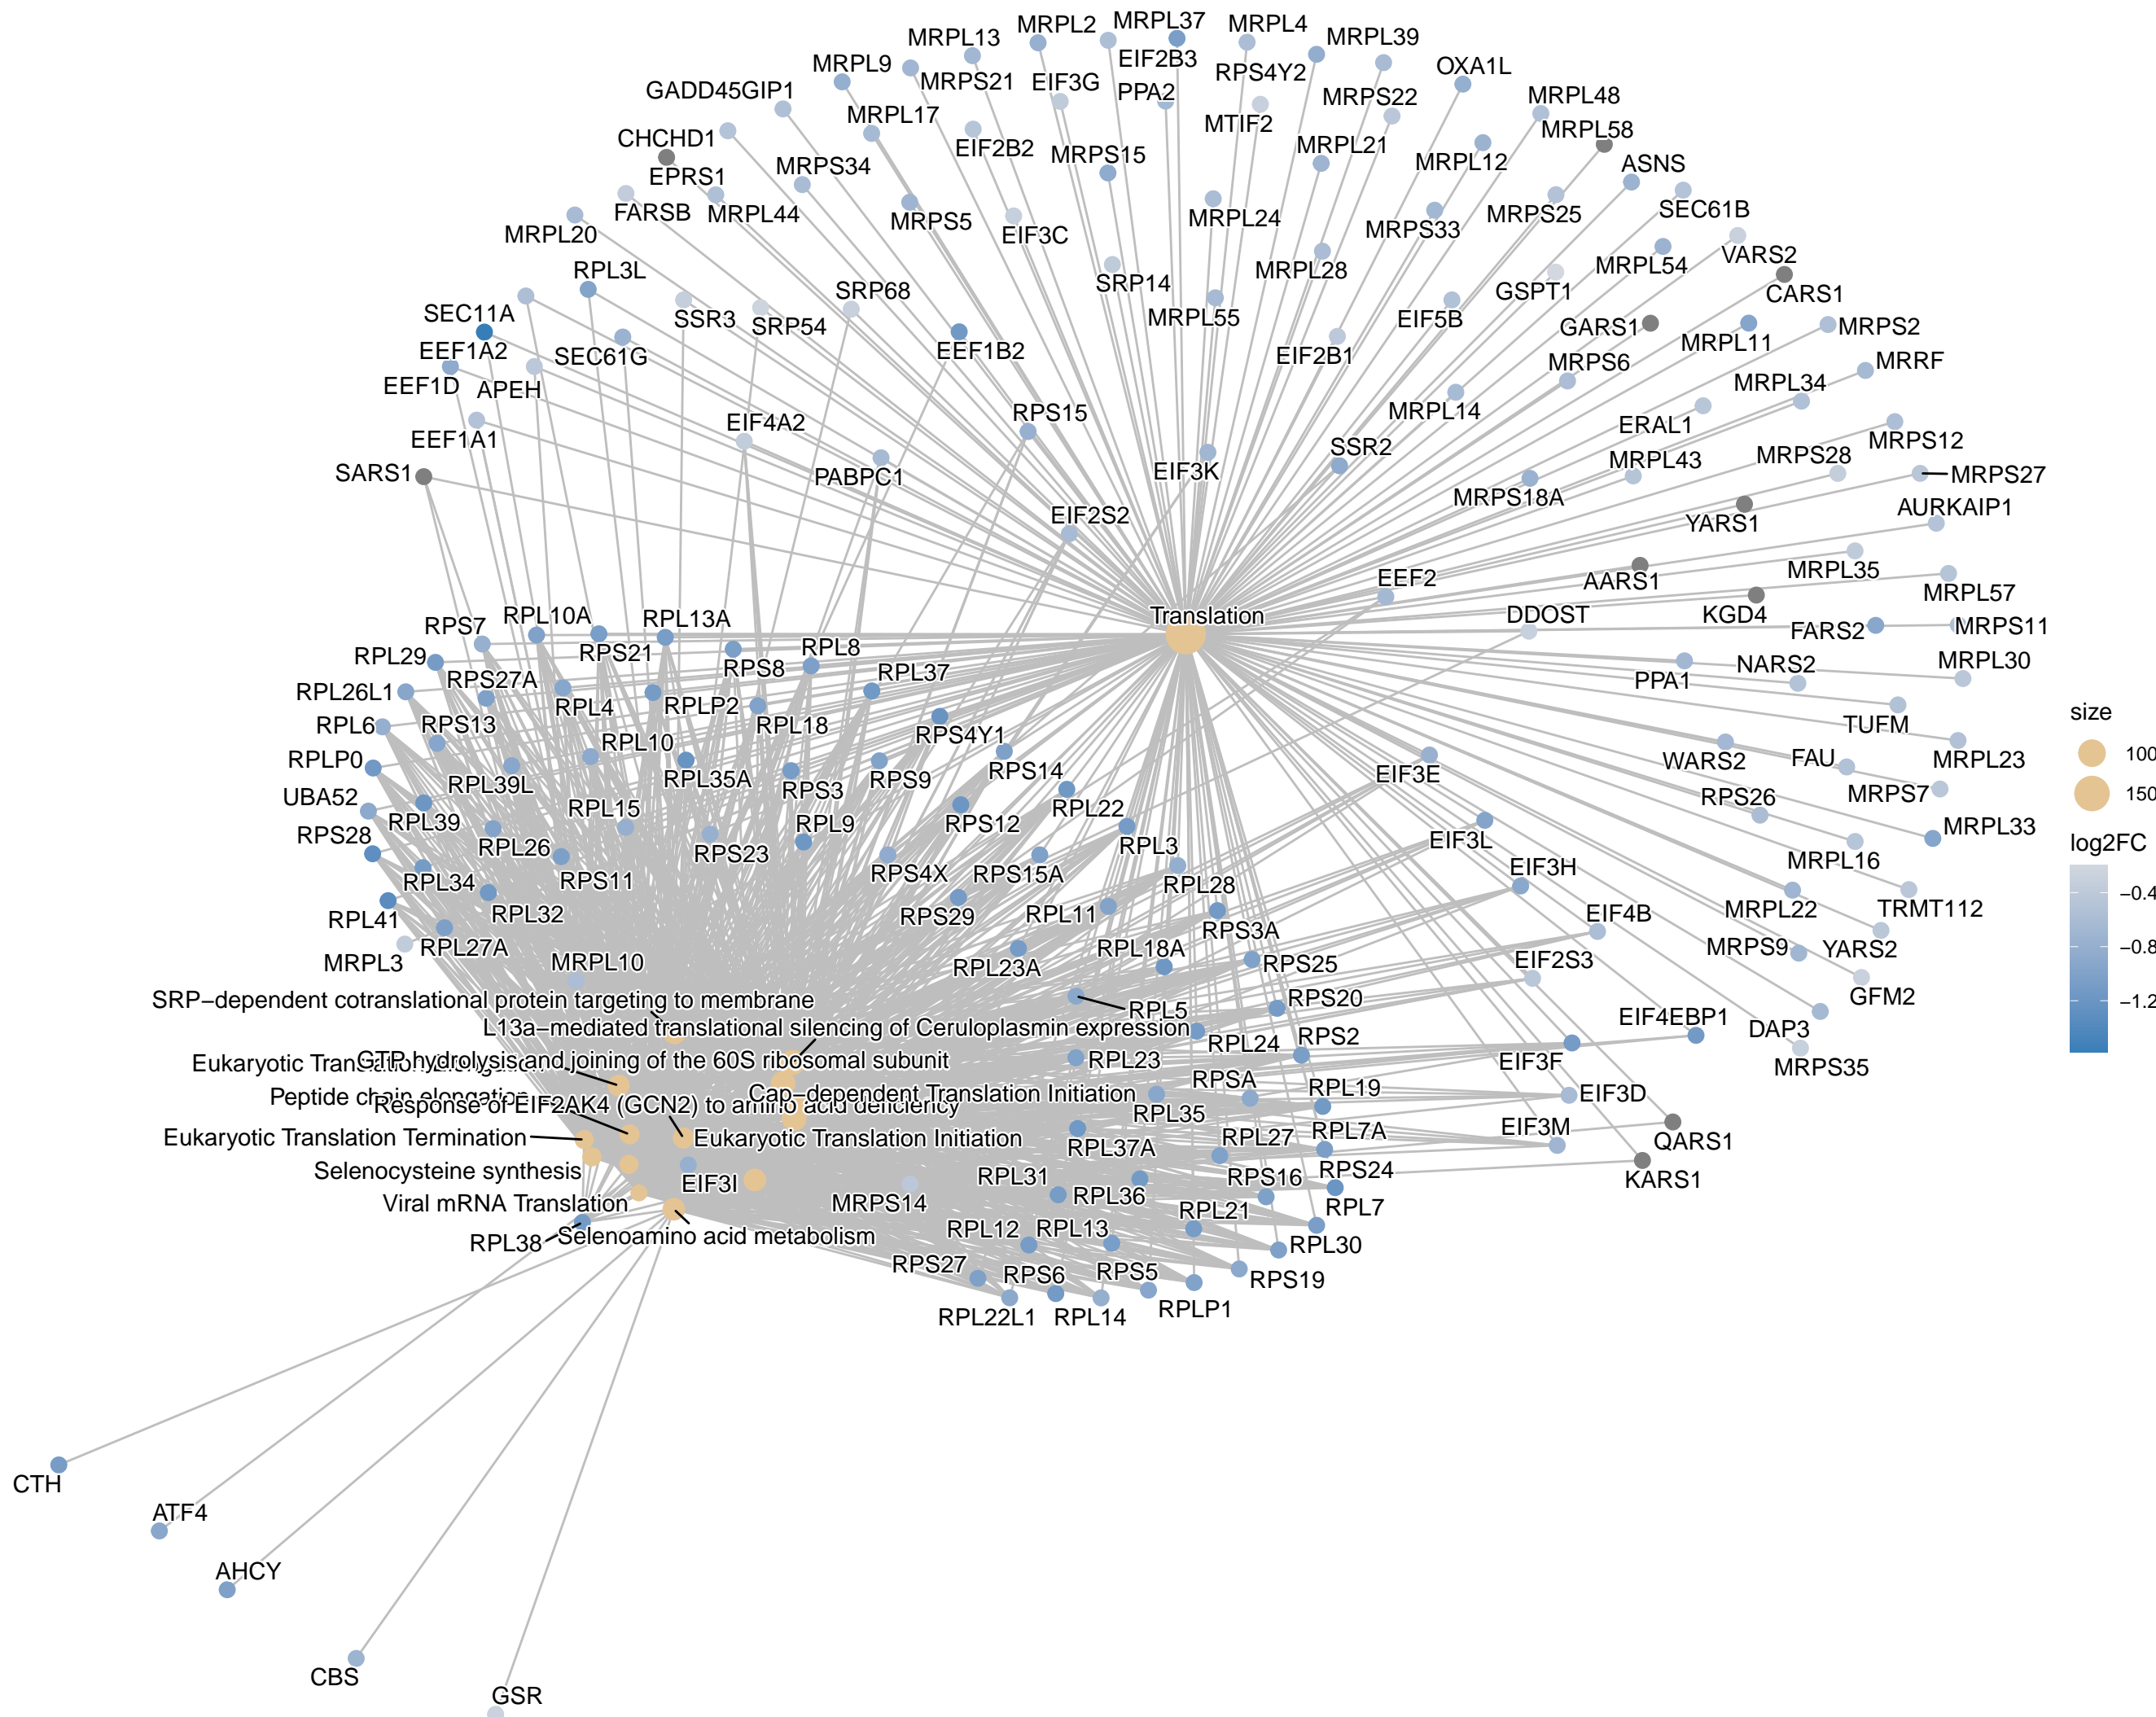 MRPL37
MRPL2
MRPL4
MRPL13
MRPL39
EIF2B3
MRPL9
OXA1L
RPS4Y2
MRPS21
EIF3G
GADD45GIP1
PPA2
MRPL48
MRPS22
MRPL17
MTIF2
MRPL58
CHCHD1
EIF2B2
MRPL21
MRPS15
MRPL12
ASNS
MRPS34
EPRS1
FARSB
MRPL44
SEC61B
MRPS25
MRPL24
MRPS5
MRPS33
MRPL20
EIF3C
VARS2
MRPL54
RPL3L
MRPL28
SRP14
SRP68
GSPT1
CARS1
SEC11A
SSR3
MRPL55
EIF5B
SRP54
GARS1
MRPS2
MRPL11
EEF1A2
EEF1B2
SEC61G
EIF2B1
MRRF
MRPS6
EEF1D
APEH
MRPL34
MRPL14
RPS15
EIF4A2
ERAL1
EEF1A1
MRPS12
SSR2
MRPS28
MRPL43
SARS1
EIF3K
MRPS27
PABPC1
MRPS18A
AURKAIP1
EIF2S2
YARS1
MRPL35
EEF2
AARS1
MRPL57
Translation
DDOST
KGD4
RPL10A
RPL13A
RPS7
FARS2
MRPS11
RPS21
RPL8
RPL29
RPS8
NARS2
MRPL30
RPL37
RPS27A
PPA1
RPL26L1
RPLP2
RPL4
size
RPL6
RPS13
RPL18
TUFM
RPS4Y1
RPL10
100
RPLP0
WARS2
FAU
MRPL23
RPS14
EIF3E
RPL35A
RPL39L
RPS3
RPS9
150
UBA52
MRPS7
RPS26
RPL15
RPL22
RPL39
RPS12
RPL9
MRPL33
RPS28
EIF3L
log2FC
RPL3
RPL26
RPS23
MRPL16
EIF3H
RPS4X
RPS15A
RPL34
RPS11
RPL28
−0.4
MRPL22
TRMT112
RPL41
RPL32
RPS29
RPL11
EIF4B
RPS3A
RPL27A
RPL18A
MRPS9
YARS2
−0.8
MRPL3
MRPL10
RPL23A
RPS25
EIF2S3
SRP−dependent cotranslational protein targeting to membrane
RPS20
GFM2
−1.2
RPL5
EIF4EBP1
L13a−mediated translational silencing of Ceruloplasmin expression
DAP3
RPS2
RPL24
GTP hydrolysis and joining of the 60S ribosomal subunit
RPL23
EIF3F
MRPS35
RPSA
RPL19
Cap−dependent Translation Initiation
EIF3D
Response of EIF2AK4 (GCN2) to amino acid deficiency
RPL35
EIF3M
Eukaryotic Translation Termination
Eukaryotic Translation Initiation
RPL37A
RPL27
RPL7A
QARS1
Selenocysteine synthesis
EIF3I
RPL31
RPS16
RPS24
KARS1
Viral mRNA Translation
MRPS14
RPL36
RPL7
RPL21
RPL38
Selenoamino acid metabolism
RPL12
RPL13
RPL30
RPS27
RPS6
RPS5
RPS19
RPL22L1
RPL14
RPLP1
CTH
ATF4
AHCY
CBS
GSR